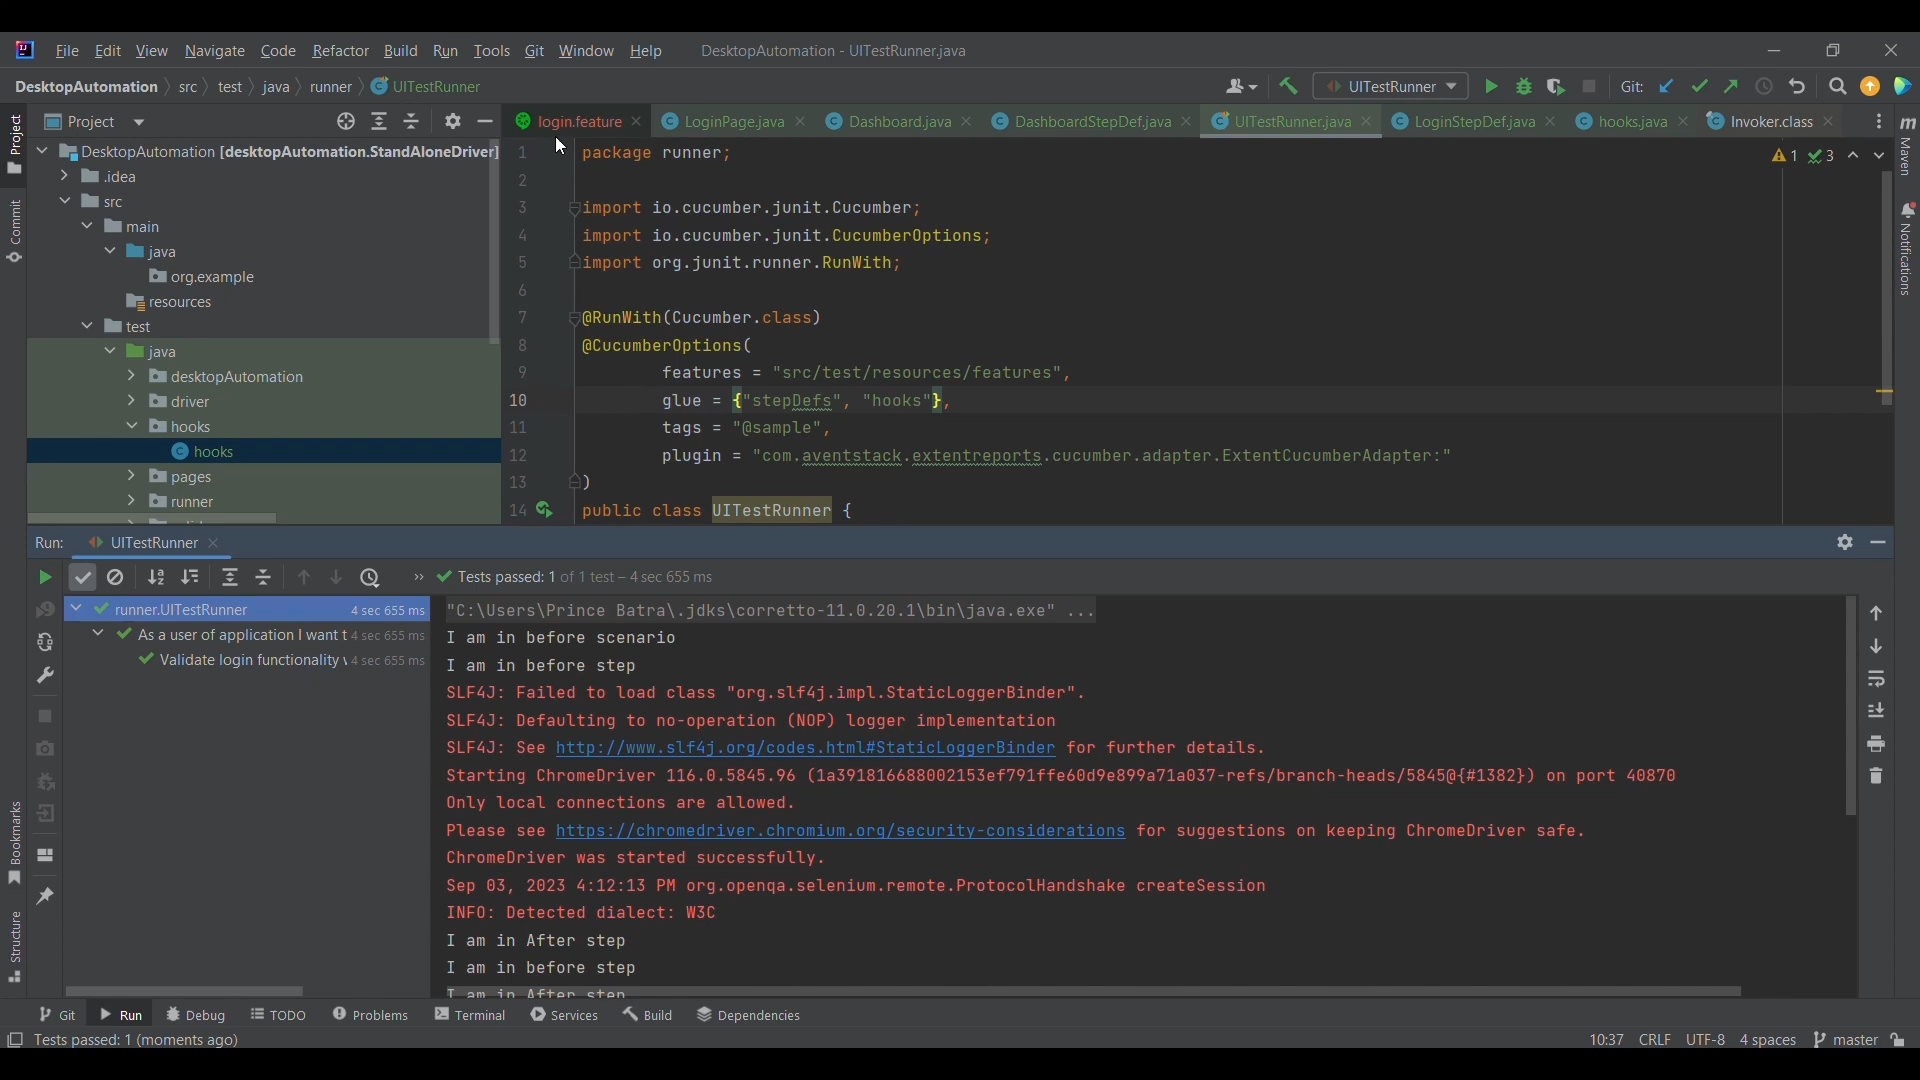 File Edit View Navigate Code Refactor Build Run Tools Git Window Help DesktopAutomation - UITestRunner.java
DesktopAutomation src test java runner UITestRunner
UITestRunner Git:
Project
login.feature LoginPage.java Dashboard.java DashboardStepDef.java UITestRunner.java LoginStepDef.java hooks.java Invoker.class
Project
Commit
Bookmarks
Structure
Maven
Notifications
DesktopAutomation [desktopAutomation.StandAloneDriver]
.idea
src
main
java
org.example
resources
test
java
desktopAutomation
driver
hooks
hooks
pages
runner
1 package runner;
2
3 import io.cucumber.junit.Cucumber;
4 import io.cucumber.junit.CucumberOptions;
5 import org.junit.runner.RunWith;
6
7 @RunWith(Cucumber.class)
8 @CucumberOptions(
9 features = "src/test/resources/features",
10 glue = {"stepDefs", "hooks"},
11 tags = "@sample",
12 plugin = "com.aventstack.extentreports.cucumber.adapter.ExtentCucumberAdapter:"
13 )
14 public class UITestRunner {
1 3
Run: UITestRunner
Tests passed: 1 of 1 test – 4 sec 655 ms
runner.UITestRunner 4 sec 655 ms
As a user of application I want t 4 sec 655 ms
Validate login functionality 4 sec 655 ms
"C:\Users\Prince Batra\.jdks\corretto-11.0.20.1\bin\java.exe" ...
I am in before scenario
I am in before step
SLF4J: Failed to load class "org.slf4j.impl.StaticLoggerBinder".
SLF4J: Defaulting to no-operation (NOP) logger implementation
SLF4J: See http://www.slf4j.org/codes.html#StaticLoggerBinder for further details.
Starting ChromeDriver 116.0.5845.96 (1a391816688002153ef791ffe60d9e899a71a037-refs/branch-heads/5845@{#1382}) on port 40870
Only local connections are allowed.
Please see https://chromedriver.chromium.org/security-considerations for suggestions on keeping ChromeDriver safe.
ChromeDriver was started successfully.
Sep 03, 2023 4:12:13 PM org.openqa.selenium.remote.ProtocolHandshake createSession
INFO: Detected dialect: W3C
I am in After step
I am in before step
I am in After step
Git Run Debug TODO Problems Terminal Services Build Dependencies
Tests passed: 1 (moments ago) 10:37 CRLF UTF-8 4 spaces master